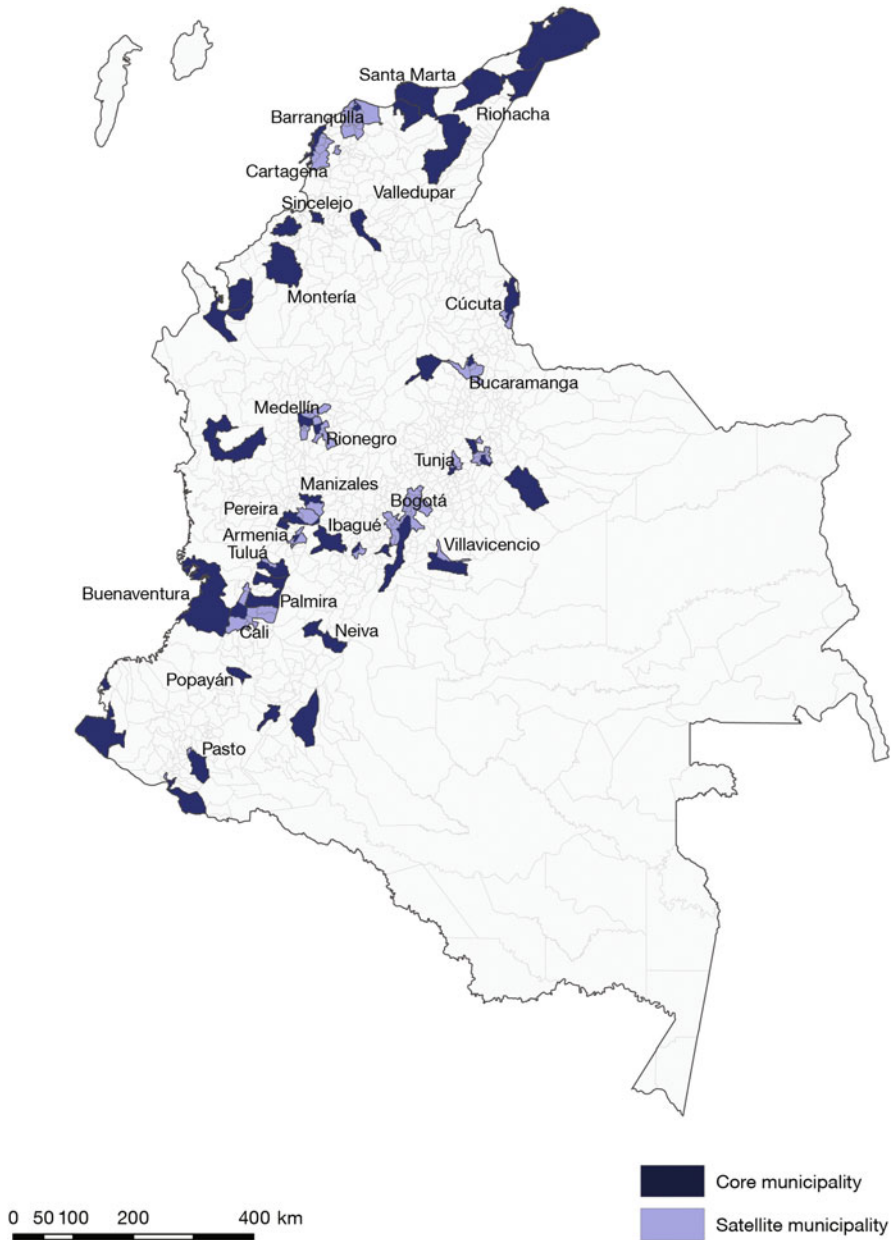 Santa Marta
Barranquilla
Riohacha
Cartagena
Valledupar
Sincelejo
Montería
Cúcuta
Bucaramanga
Medellín
Rionegro
Tunja
Manizales
Pereira
Bogotá
Armenia
Ibagué
Tuluá
Villavicencio
Buenaventura
Palmira
Cali
Neiva
Popayán
Pasto
Core municipality
0 50 100 200 400 km
Satellite municipality